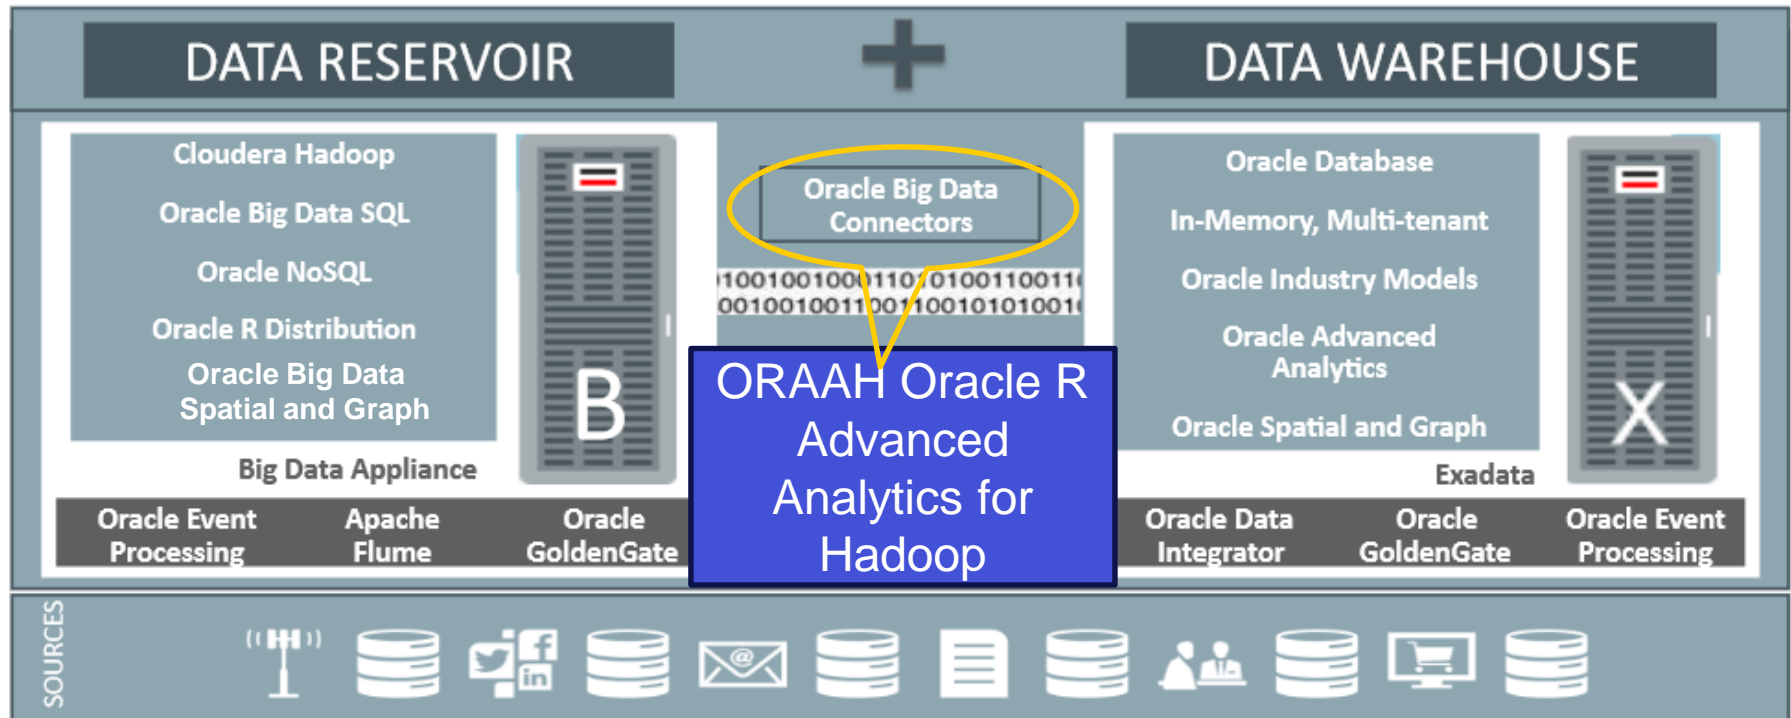 DATA RESERVOIR
DATA WAREHOUSE
Cloudera Hadoop
Oracle Big Data SQL
Oracle NoSQL
Oracle R Distribution
Oracle Big Data
Spatial and Graph
Big Data Appliance
B
Oracle Event
Processing
Apache
Flume
Oracle
GoldenGate
Oracle Big Data
Connectors
ORAAH Oracle R
Advanced
Analytics for
Hadoop
Oracle Database
In-Memory, Multi-tenant
Oracle Industry Models
Oracle Advanced
Analytics
Oracle Spatial and Graph
Exadata
X
Oracle Data
Integrator
Oracle
GoldenGate
Oracle Event
Processing
SOURCES
f
in
@